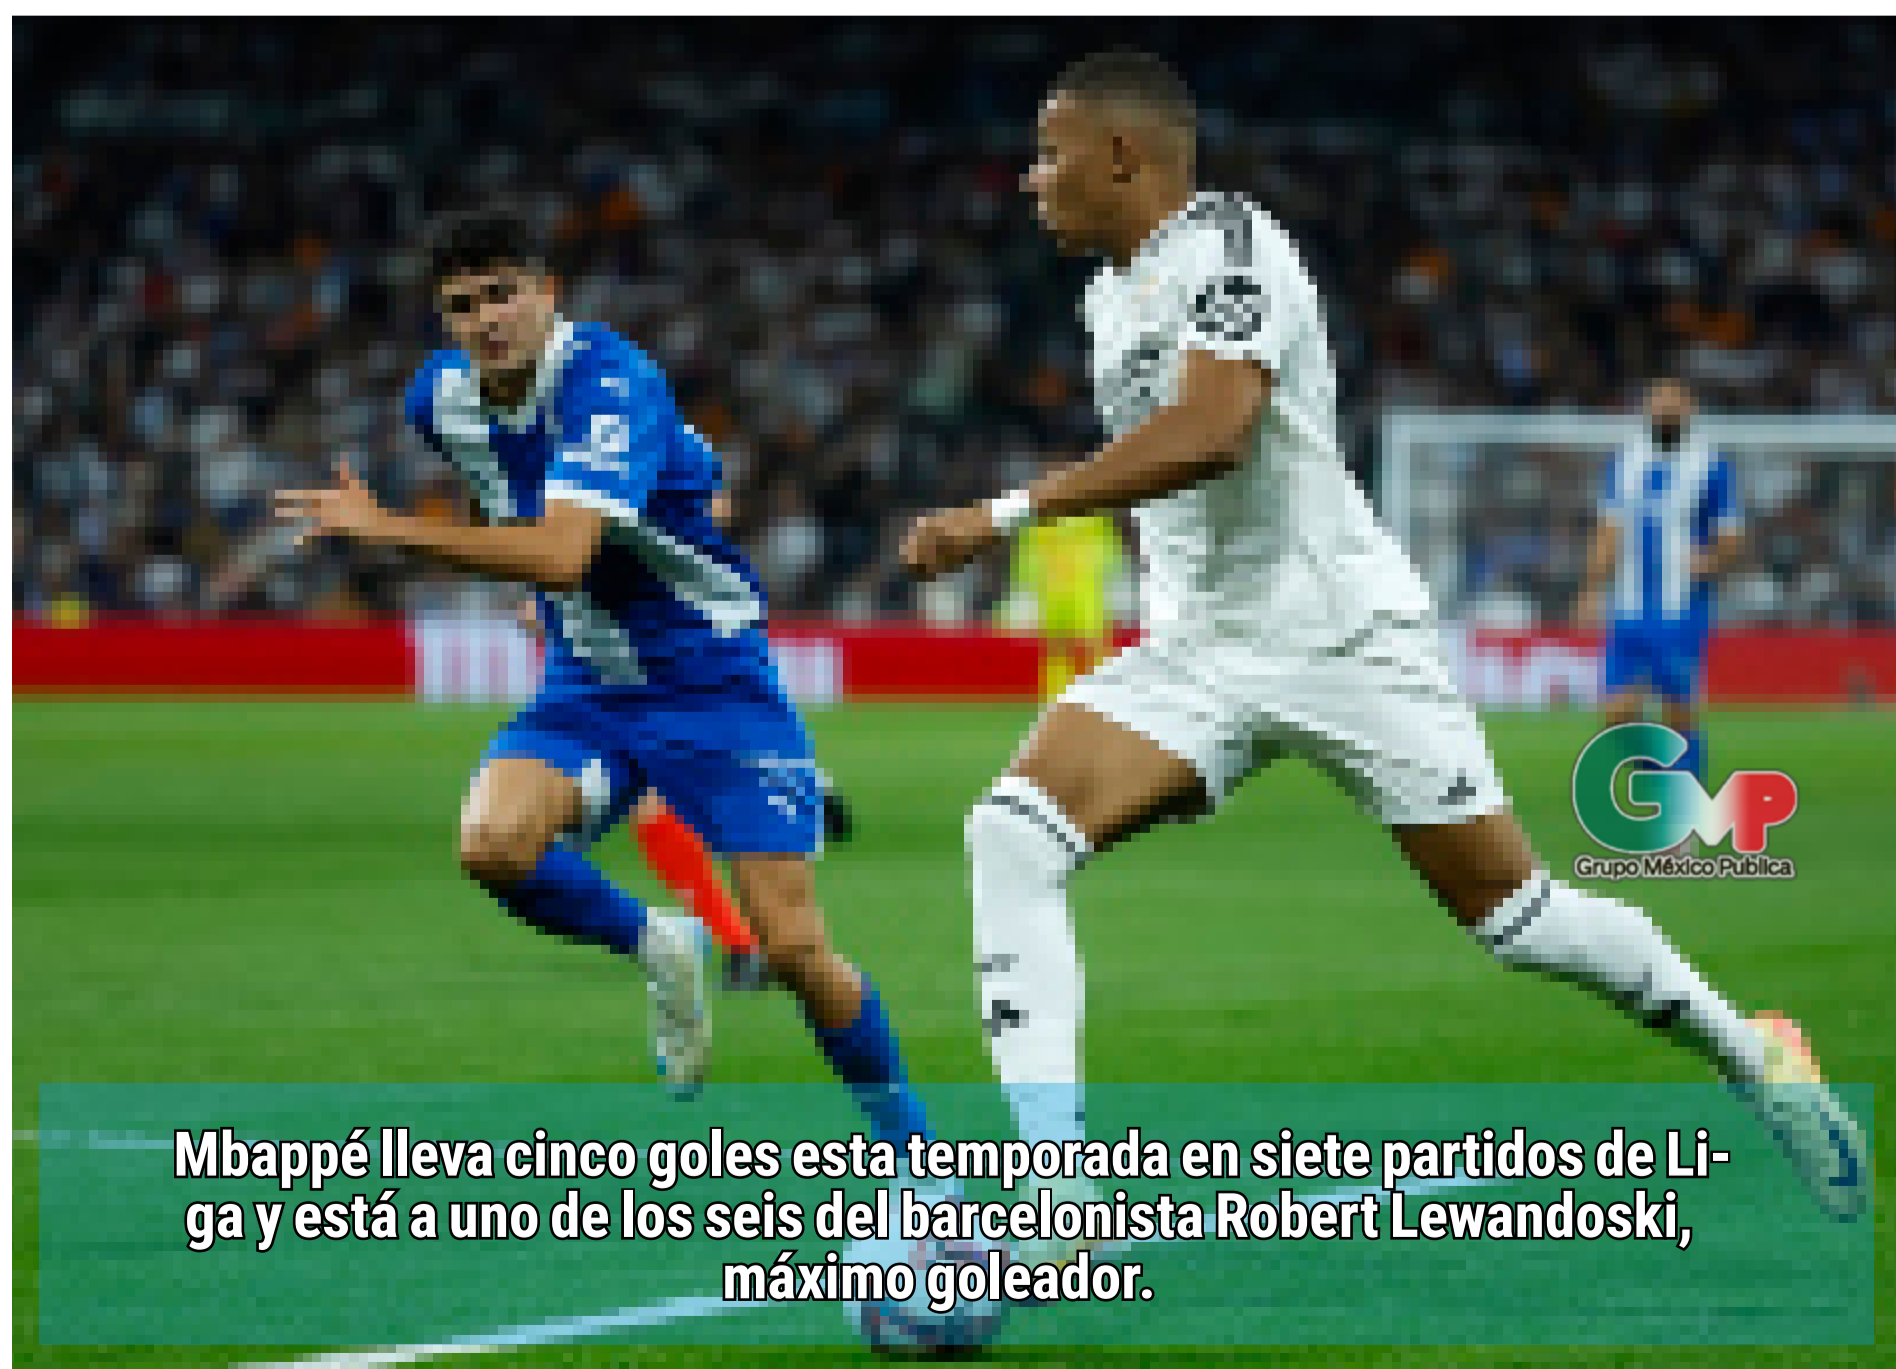 GMP
Grupo México Publica
Mbappé lleva cinco goles esta temporada en siete partidos de Li-
ga y está a uno de los seis del barcelonista Robert Lewandoski,
máximo goleador.